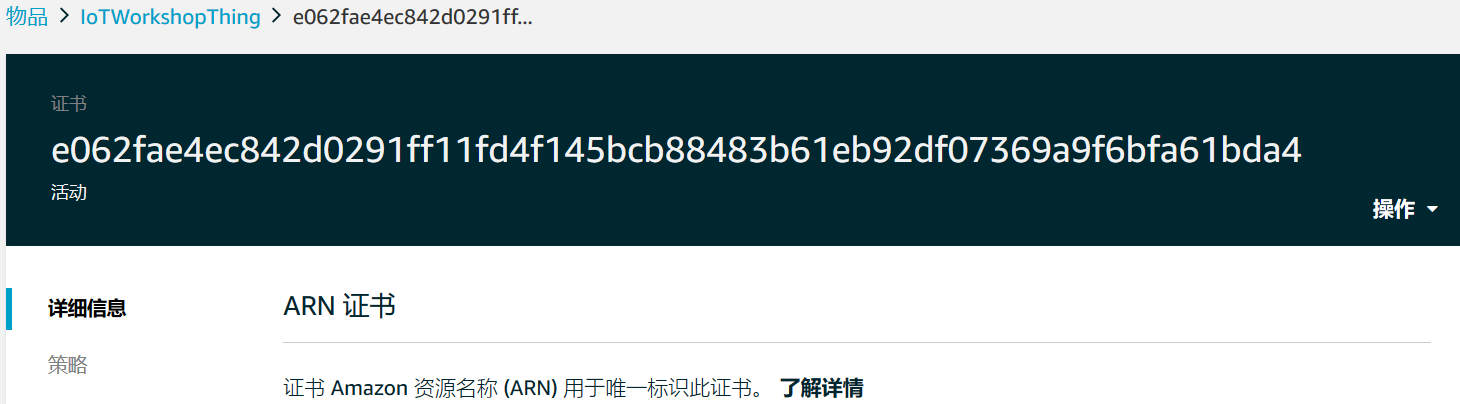 物品 > IoTWorkshopThing > e062fae4ec842d0291ff...
证书
e062fae4ec842d0291ff11fd4f145bcb88483b61eb92df07369a9f6bfa61bda4
活动
操作
详细信息
ARN 证书
策略
证书 Amazon 资源名称 (ARN) 用于唯一标识此证书。 了解详情